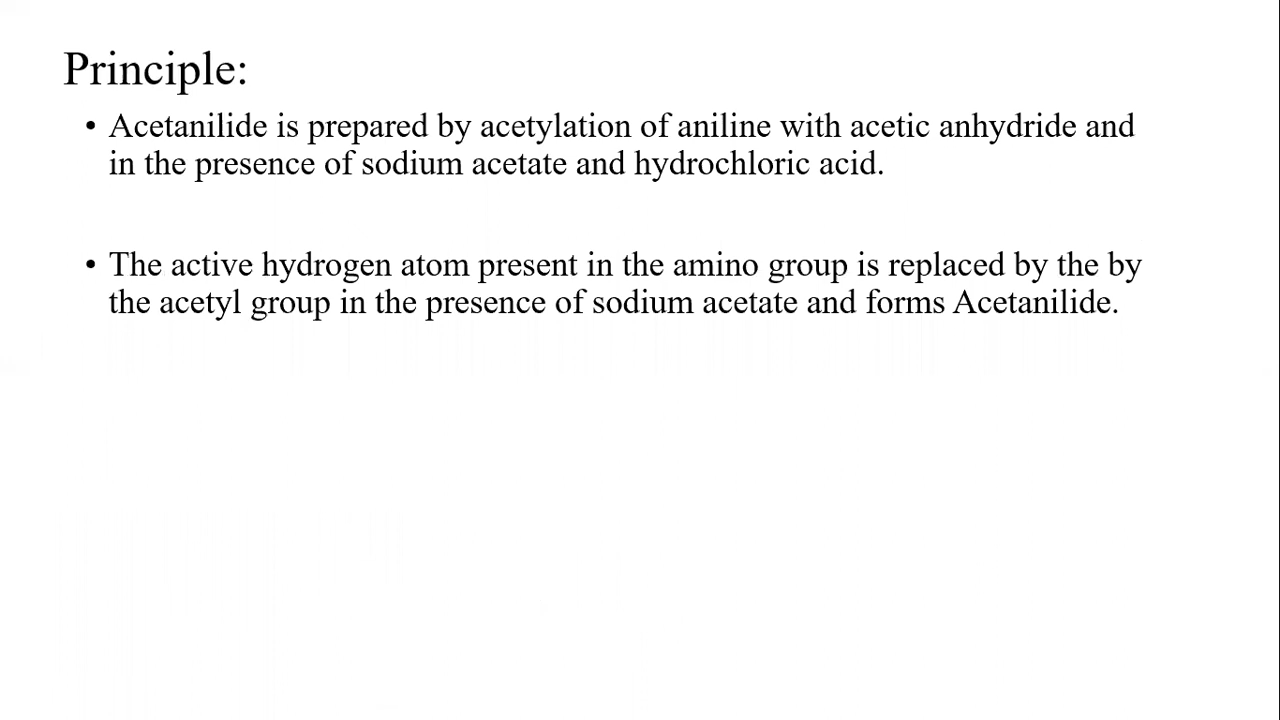 Principle:
• Acetanilide is prepared by acetylation of aniline with acetic anhydride and
in the presence of sodium acetate and hydrochloric acid.
• The active hydrogen atom present in the amino group is replaced by the by
the acetyl group in the presence of sodium acetate and forms Acetanilide.